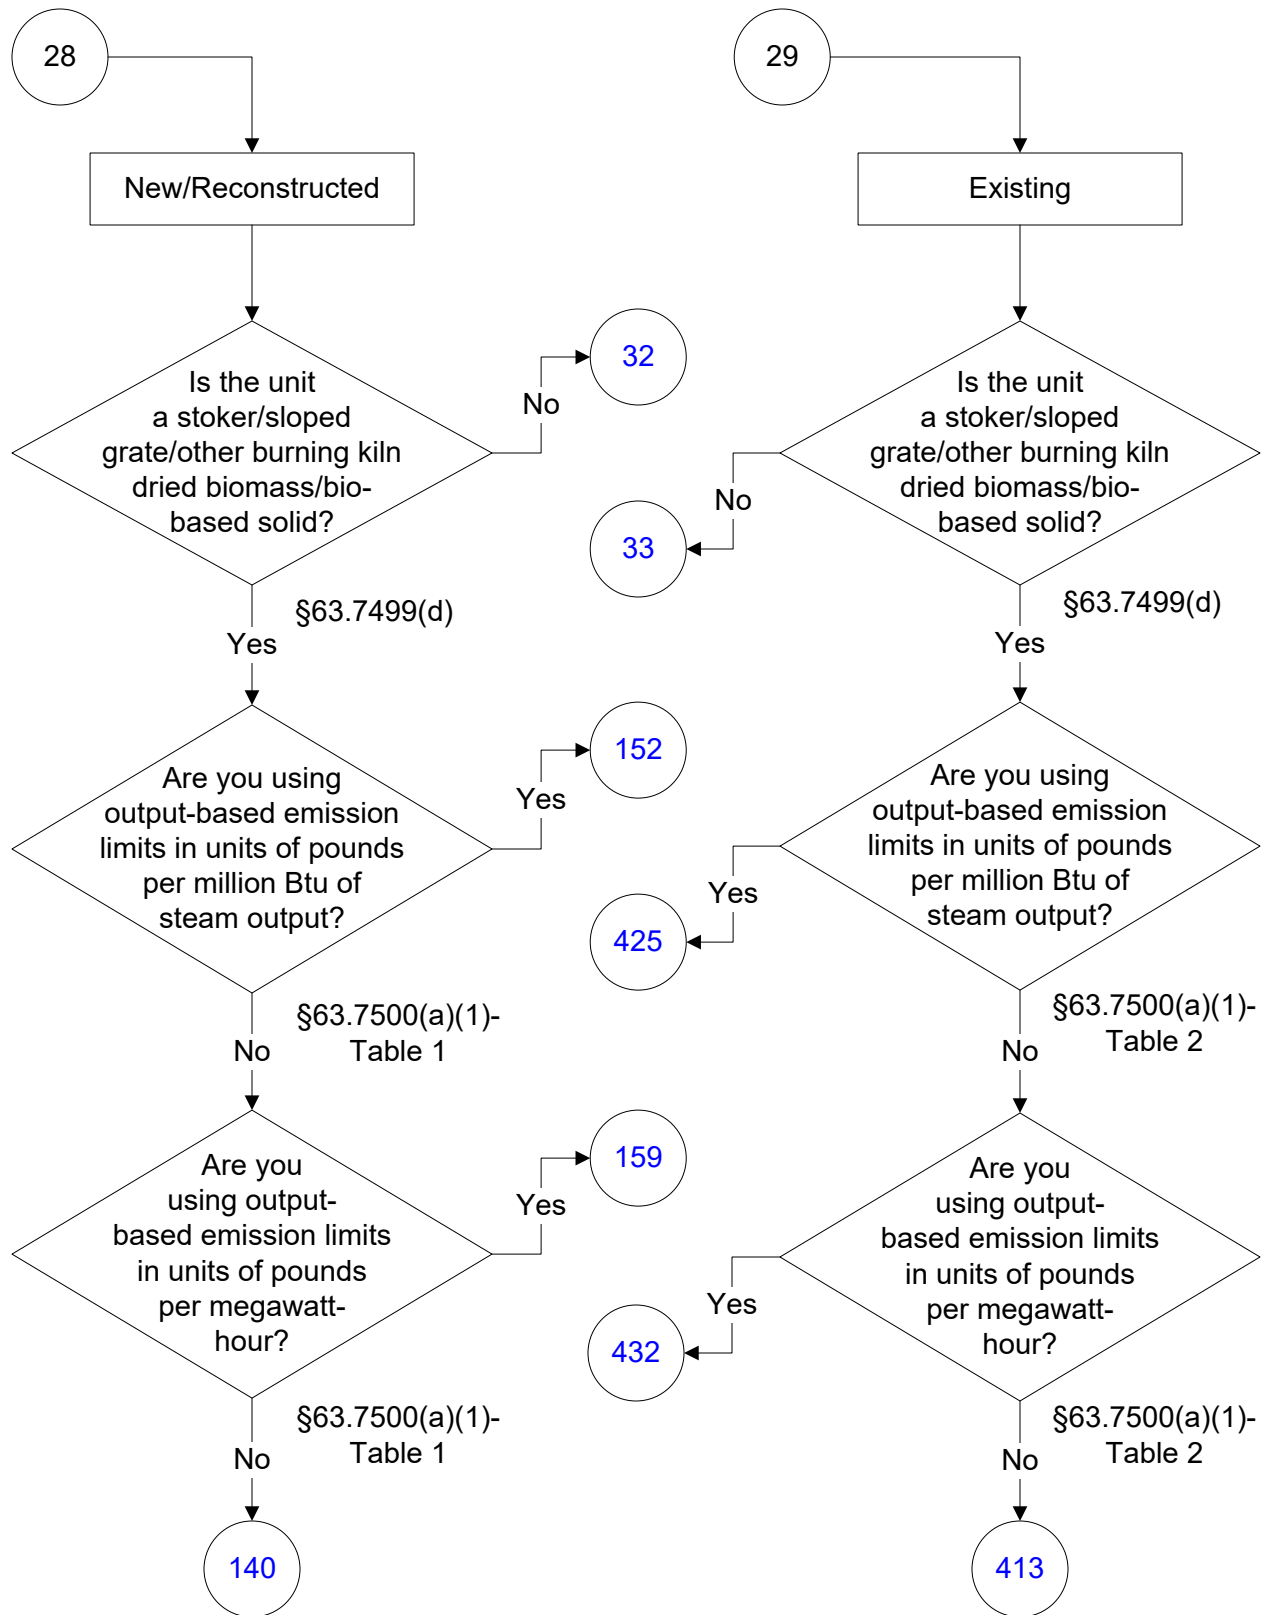 28
29
New/Reconstructed
Existing
Is the unit
a stoker/sloped
grate/other burning kiln
dried biomass/bio-
based solid?
No
32
Is the unit
a stoker/sloped
grate/other burning kiln
dried biomass/bio-
based solid?
No
33
§63.7499(d)
Yes
§63.7499(d)
Yes
Are you using
output-based emission
limits in units of pounds
per million Btu of
steam output?
Yes
152
Are you using
output-based emission
limits in units of pounds
per million Btu of
steam output?
Yes
425
§63.7500(a)(1)-
Table 1
No
§63.7500(a)(1)-
Table 2
No
Are you
using output-
based emission limits
in units of pounds
per megawatt-
hour?
Yes
159
Are you
using output-
based emission limits
in units of pounds
per megawatt-
hour?
Yes
432
§63.7500(a)(1)-
Table 1
No
§63.7500(a)(1)-
Table 2
No
140
413